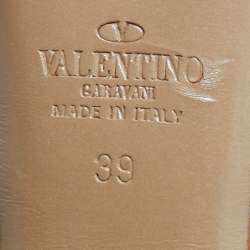 V
VALENTINO
GARAVANI
MADE IN ITALY
39